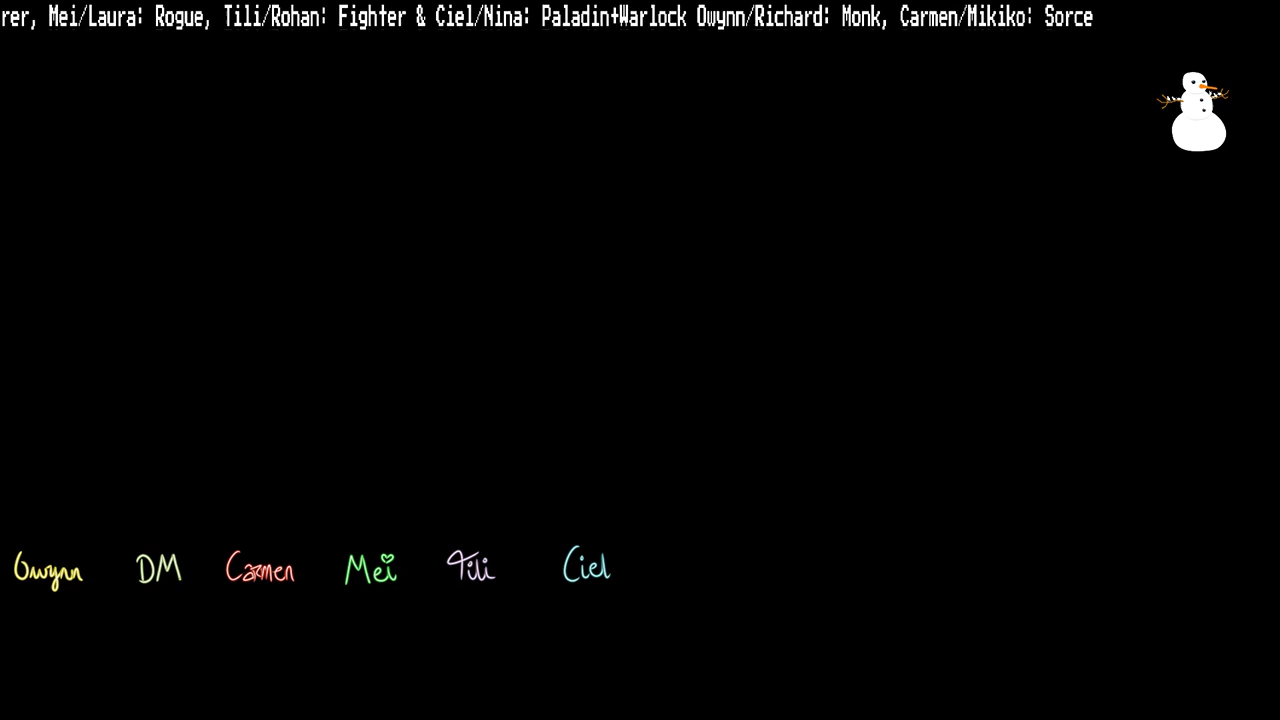 rer, Mei/Laura: Rogue, Tili/Rohan: Fighter & Ciel/Nina: Paladin+Warlock Owynn/Richard: Monk, Carmen/Mikiko: Sorce
Owynn DM Carmen Mei Tili Ciel